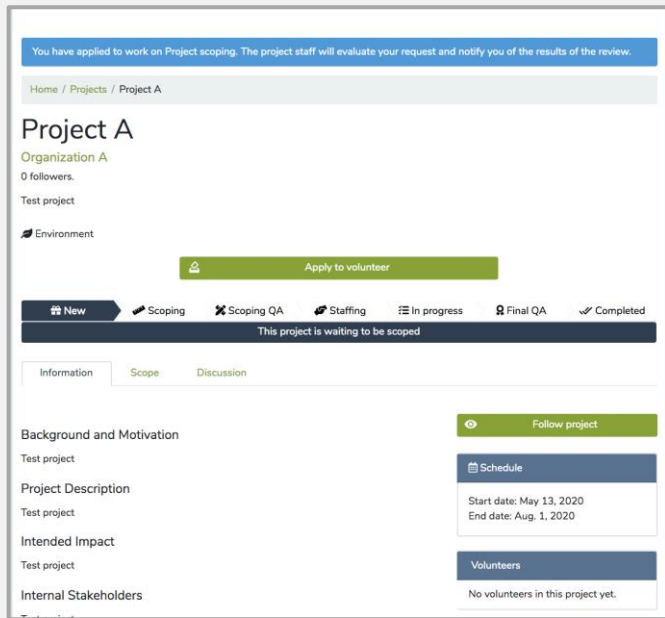 You have applied to work on Project scoping. The project staff will evaluate your request and notify you of the results of the review.
Home / Projects / Project A
Project A
Organization A
0 followers.
Test project
Environment
Apply to volunteer
New Scoping Scoping QA Staffing In progress Final QA Completed
This project is waiting to be scoped
Information Scope Discussion
Background and Motivation
Test project
Project Description
Test project
Intended Impact
Test project
Internal Stakeholders
Follow project
Schedule
Start date: May 13, 2020
End date: Aug. 1, 2020
Volunteers
No volunteers in this project yet.